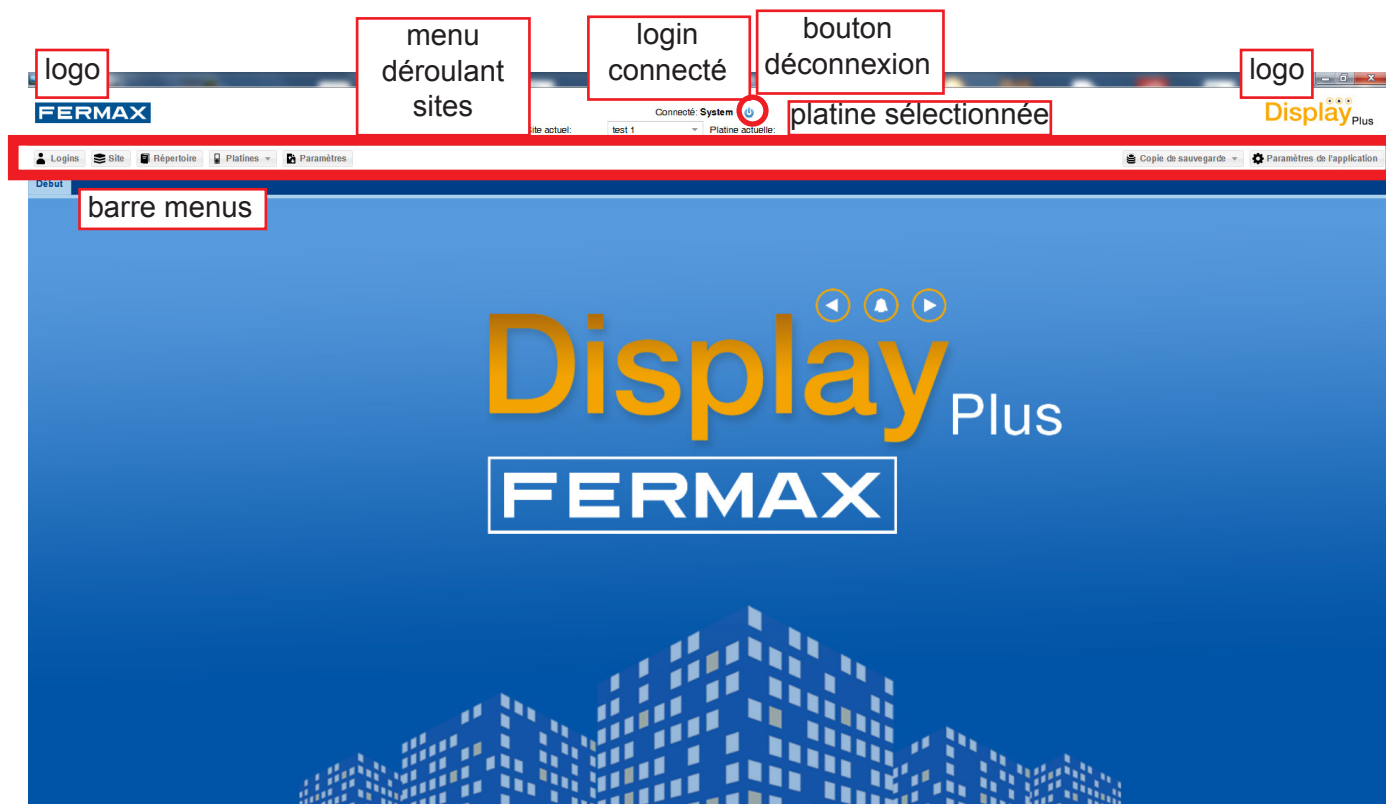 logo
menu
déroulant
sites
login
connecté
bouton
déconnexion
logo
FERMAX
Connecté: System
platine sélectionnée
Display Plus
ite actuel:
test 1
Platine actuelle:
Logins
Site
Répertoire
Platines
Paramètres
Copie de sauvegarde
Paramètres de l'application
Début
barre menus
Display Plus
FERMAX